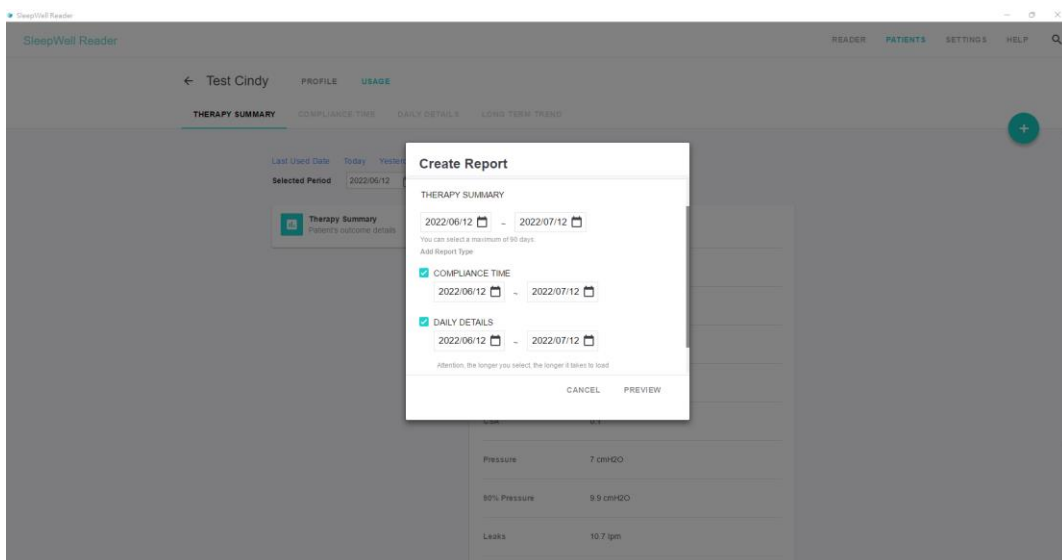 SleepWell Reader
SleepWell Reader
READER PATIENTS SETTINGS HELP
← Test Cindy PROFILE USAGE
THERAPY SUMMARY COMPLIANCE TIME DAILY DETAILS LONG TERM TREND
+
Last Used Date Today
Selected Period 2022/06/12
Therapy Summary
Patient's outcome details
Create Report
THERAPY SUMMARY
2022/06/12 ~ 2022/07/12
You can select a maximum of 90 days.
Add Report Type
COMPLIANCE TIME
2022/06/12 ~ 2022/07/12
DAILY DETAILS
2022/06/12 ~ 2022/07/12
Attention, the longer you select, the longer it takes to load
CANCEL PREVIEW
Pressure 7 cmH2O
90% Pressure 9.9 cmH2O
Leaks 10.7 lpm